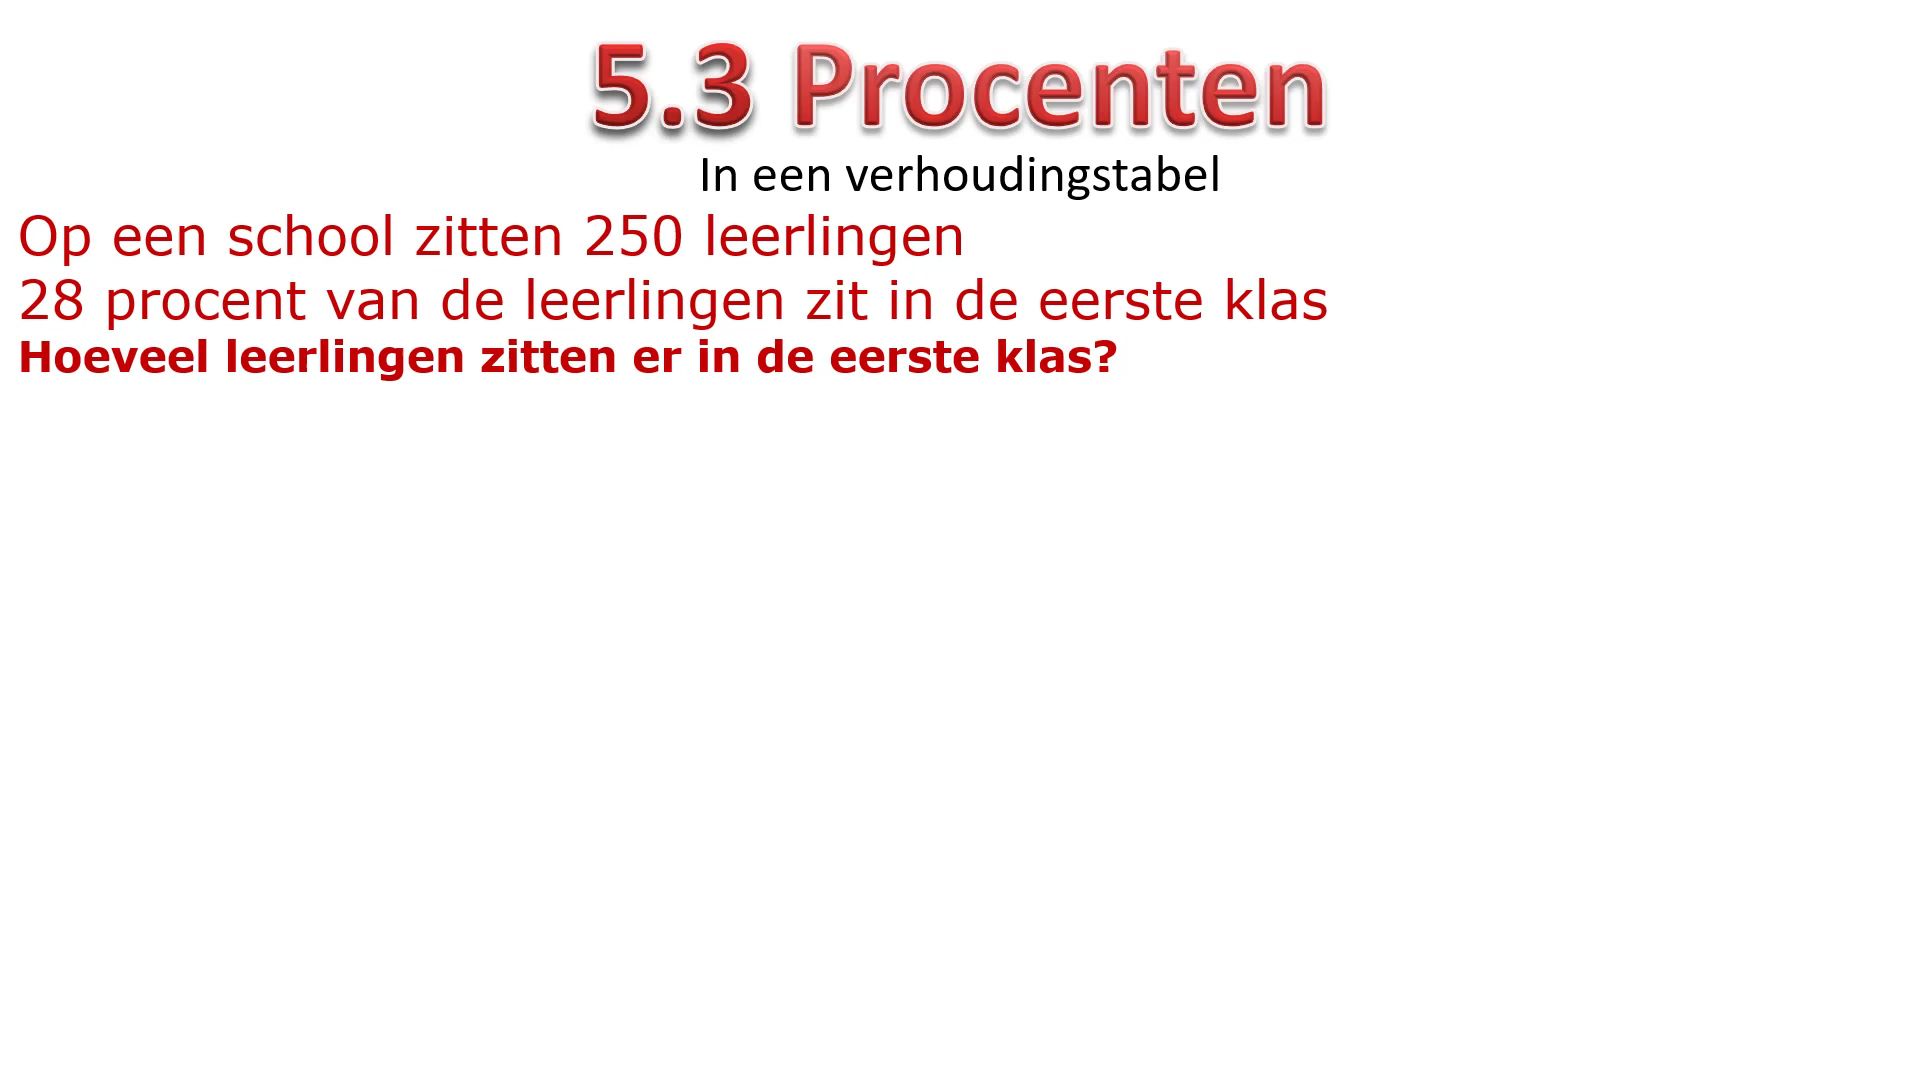 5.3 Procenten
In een verhoudingstabel
Op een school zitten 250 leerlingen
28 procent van de leerlingen zit in de eerste klas
Hoeveel leerlingen zitten er in de eerste klas?